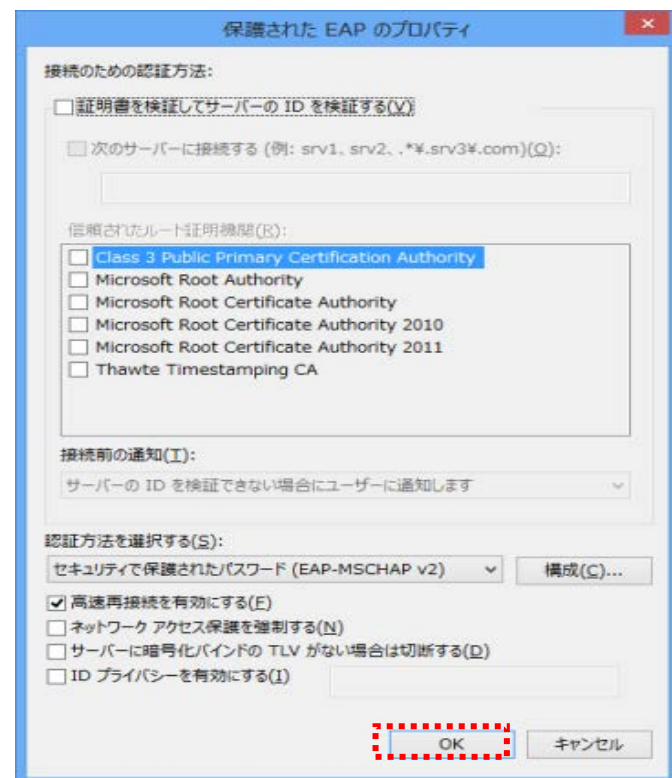 保護された EAP のプロパティ
接続のための認証方法:
証明書を検証してサーバーの ID を検証する(V)
次のサーバーに接続する (例: srv1、srv2、.*¥.srv3¥.com)(O):
信頼されたルート証明機関(R):
Class 3 Public Primary Certification Authority
Microsoft Root Authority
Microsoft Root Certificate Authority
Microsoft Root Certificate Authority 2010
Microsoft Root Certificate Authority 2011
Thawte Timestamping CA
接続前の通知(T):
サーバーの ID を検証できない場合にユーザーに通知します
認証方法を選択する(S):
セキュリティで保護されたパスワード (EAP-MSCHAP v2) 構成(C)...
高速再接続を有効にする(F)
ネットワーク アクセス保護を強制する(N)
サーバーに暗号化バインドの TLV がない場合は切断する(D)
ID プライバシーを有効にする(I)
OK キャンセル